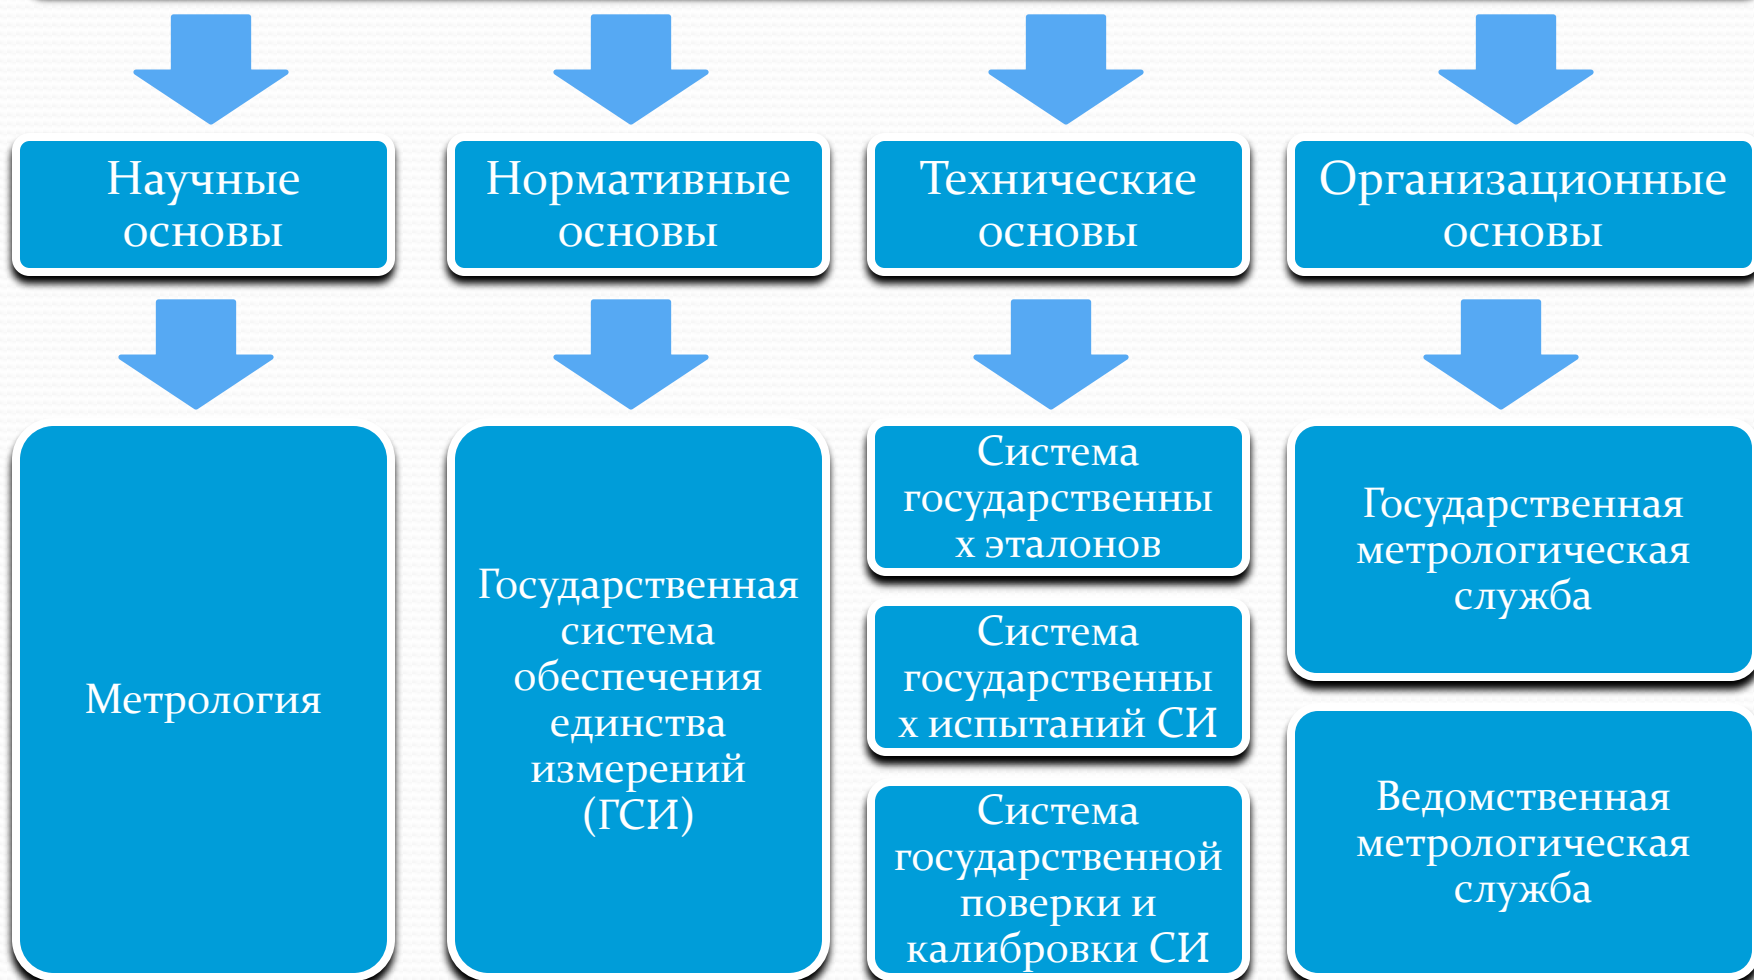 Научные
основы
Нормативные
основы
Технические
основы
Организационные
основы
Метрология
Государственная
система
обеспечения
единства
измерений
(ГСИ)
Система
государственны
х эталонов
Система
государственны
х испытаний СИ
Система
государственной
поверки и
калибровки СИ
Государственная
метрологическая
служба
Ведомственная
метрологическая
служба